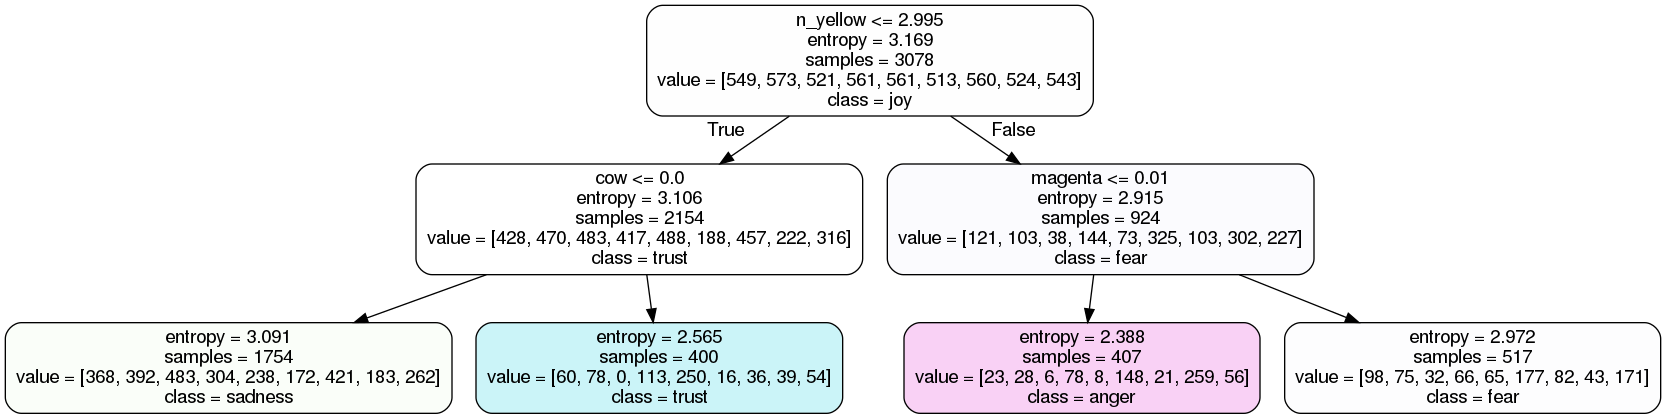 n_yellow <= 2.995
entropy = 3.169
samples = 3078
value = [549, 573, 521, 561, 561, 513, 560, 524, 543]
class = joy
True
False
cow <= 0.0
entropy = 3.106
samples = 2154
value = [428, 470, 483, 417, 488, 188, 457, 222, 316]
class = trust
magenta <= 0.01
entropy = 2.915
samples = 924
value = [121, 103, 38, 144, 73, 325, 103, 302, 227]
class = fear
entropy = 3.091
samples = 1754
value = [368, 392, 483, 304, 238, 172, 421, 183, 262]
class = sadness
entropy = 2.565
samples = 400
value = [60, 78, 0, 113, 250, 16, 36, 39, 54]
class = trust
entropy = 2.388
samples = 407
value = [23, 28, 6, 78, 8, 148, 21, 259, 56]
class = anger
entropy = 2.972
samples = 517
value = [98, 75, 32, 66, 65, 177, 82, 43, 171]
class = fear